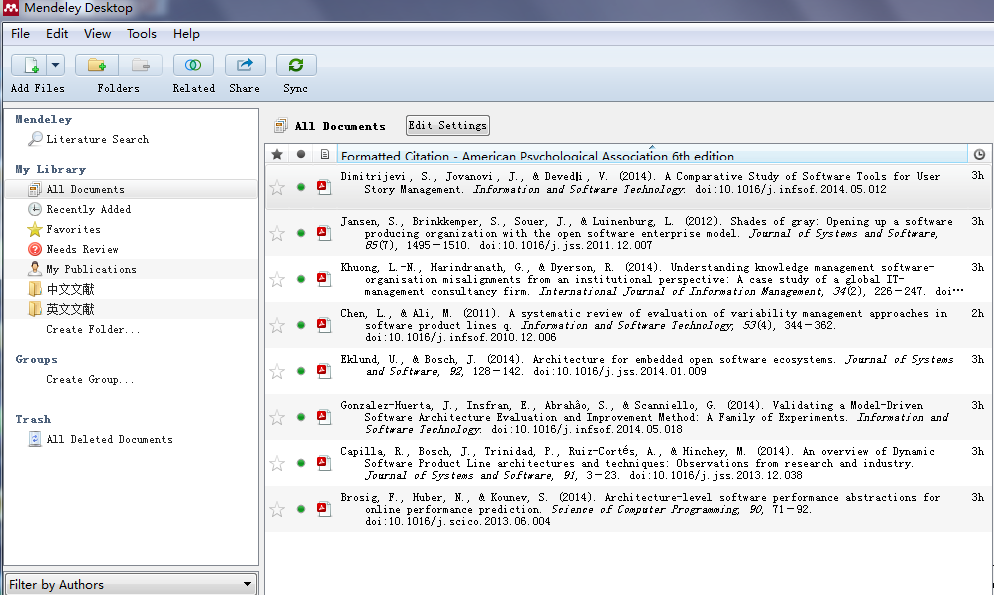 Mendeley Desktop
File Edit View Tools Help
Add Files Folders Related Share Sync
Mendeley
Literature Search
My Library
All Documents
Recently Added
Favorites
Needs Review
My Publications
中文文献
英文文献
Create Folder...
Groups
Create Group...
Trash
All Deleted Documents
Filter by Authors
All Documents Edit Settings
Formatted Citation - American Psychological Association 6th edition
Dimitrijevi , S., Jovanovi , J., & Deved i , V. (2014). A Comparative Study of Software Tools for User 3h
Story Management. Information and Software Technology. doi:10.1016/j.infsof.2014.05.012
Jansen, S., Brinkkemper, S., Souer, J., & Luinenburg, L. (2012). Shades of gray: Opening up a software 3h
producing organization with the open software enterprise model. Journal of Systems and Software,
85(7), 1495-1510. doi:10.1016/j.jss.2011.12.007
Khuong, L.-N., Harindranath, G., & Dyerson, R. (2014). Understanding knowledge management software- 3h
organisation misalignments from an institutional perspective: A case study of a global IT-
management consultancy firm. International Journal of Information Management, 34(2), 226-247. doi…
Chen, L., & Ali, M. (2011). A systematic review of evaluation of variability management approaches in 2h
software product lines q. Information and Software Technology, 53(4), 344-362.
doi:10.1016/j.infsof.2010.12.006
Eklund, U., & Bosch, J. (2014). Architecture for embedded open software ecosystems. Journal of Systems 3h
and Software, 92, 128-142. doi:10.1016/j.jss.2014.01.009
Gonzalez-Huerta, J., Insfran, E., Abrahão, S., & Scanniello, G. (2014). Validating a Model-Driven 3h
Software Architecture Evaluation and Improvement Method: A Family of Experiments. Information and
Software Technology. doi:10.1016/j.infsof.2014.05.018
Capilla, R., Bosch, J., Trinidad, P., Ruiz-Cortés, A., & Hinchey, M. (2014). An overview of Dynamic 3h
Software Product Line architectures and techniques: Observations from research and industry.
Journal of Systems and Software, 91, 3-23. doi:10.1016/j.jss.2013.12.038
Brosig, F., Huber, N., & Kounev, S. (2014). Architecture-level software performance abstractions for 3h
online performance prediction. Science of Computer Programming, 90, 71-92.
doi:10.1016/j.scico.2013.06.004